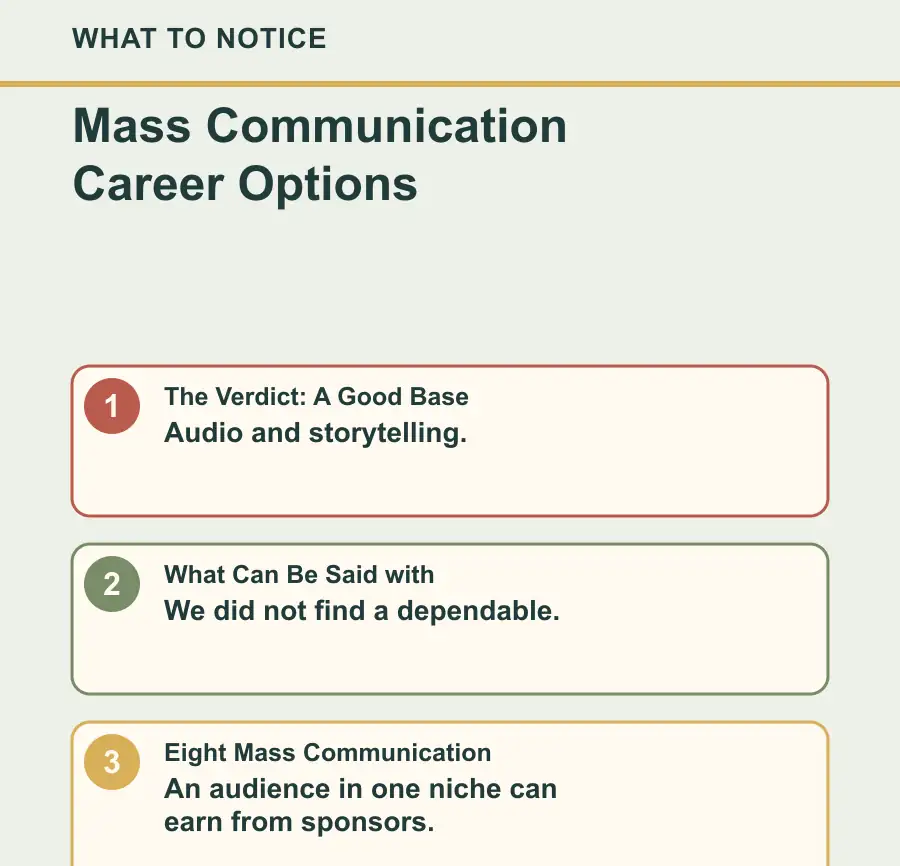 WHAT TO NOTICE
Mass Communication
Career Options
1
The Verdict: A Good Base
Audio and storytelling.
2
What Can Be Said with
We did not find a dependable.
3
Eight Mass Communication
An audience in one niche can
earn from sponsors.